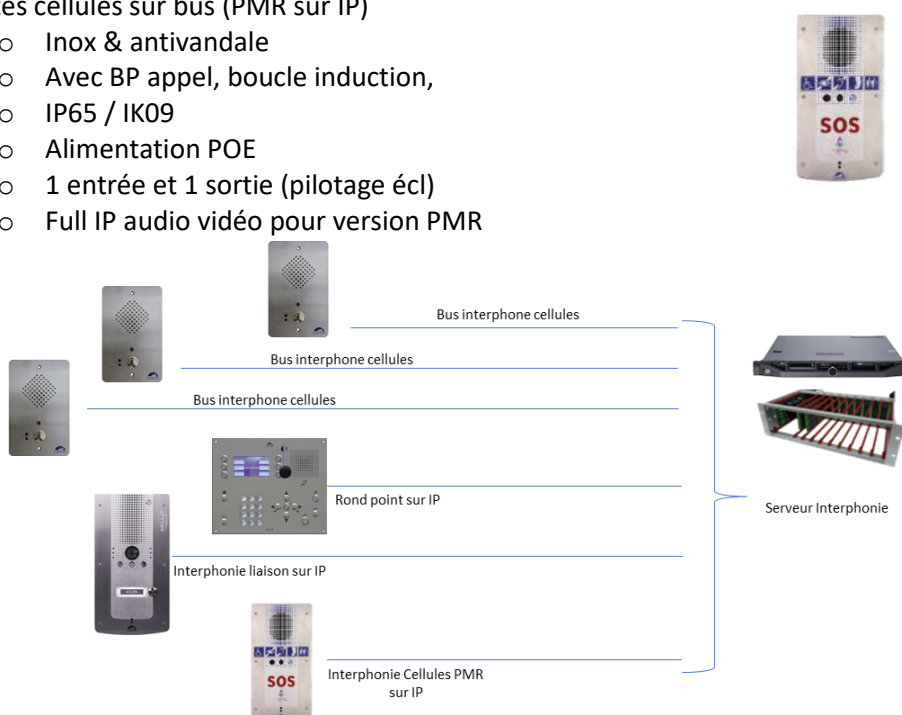 tes cellules sur bus (PMR sur IP)
o Inox & antivandale
o Avec BP appel, boucle induction,
o IP65 / IK09
o Alimentation POE
o 1 entrée et 1 sortie (pilotage écl)
o Full IP audio vidéo pour version PMR
SOS
Bus interphone cellules
Bus interphone cellules
Bus interphone cellules
Rond point sur IP
Serveur Interphonie
Interphonie liaison sur IP
Interphonie Cellules PMR
sur IP
SOS